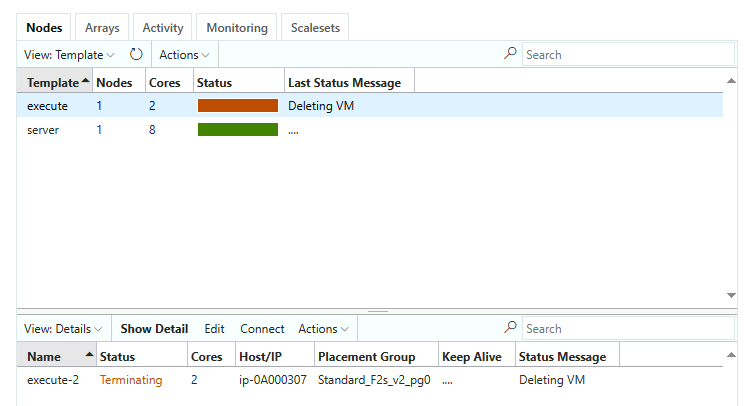 Nodes Arrays Activity Monitoring Scalesets
View: Template Actions Search
Template Nodes Cores Status Last Status Message
execute 1 2 Deleting VM
server 1 8 ....
View: Details Show Detail Edit Connect Actions Search
Name Status Cores Host/IP Placement Group Keep Alive Status Message
execute-2 Terminating 2 ip-0A000307 Standard_F2s_v2_pg0 .... Deleting VM